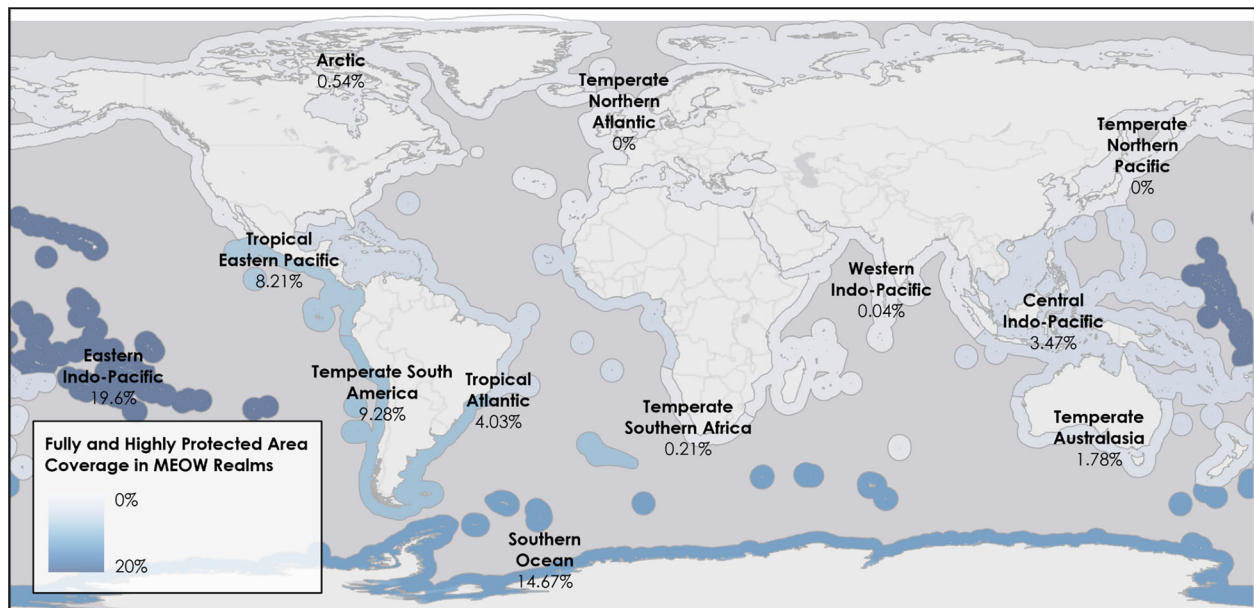 Arctic
0.54%
Temperate
Northern
Atlantic
0%
Temperate
Northern
Pacific
0%
Tropical
Eastern Pacific
8.21%
Western
Indo-Pacific
0.04%
Central
Indo-Pacific
3.47%
Eastern
Indo-Pacific
19.6%
Temperate South
America
9.28%
Tropical
Atlantic
4.03%
Temperate
Southern Africa
0.21%
Temperate
Australasia
1.78%
Southern
Ocean
14.67%
Fully and Highly Protected Area
Coverage in MEOW Realms
0%
20%